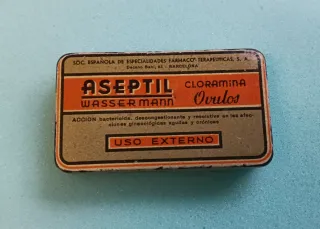 SOC. ESPAÑOLA DE ESPECIALIDADES FARMACO TERAPEUTICAS, S. A.
BARCELONA
ASEPTIL
WASSERMANN
CLORAMINA
Ovulos
ACCION bactericida, descongestionante y resolutiva en las afec-
ciones ginecológicas agudas y crónicas
USO EXTERNO